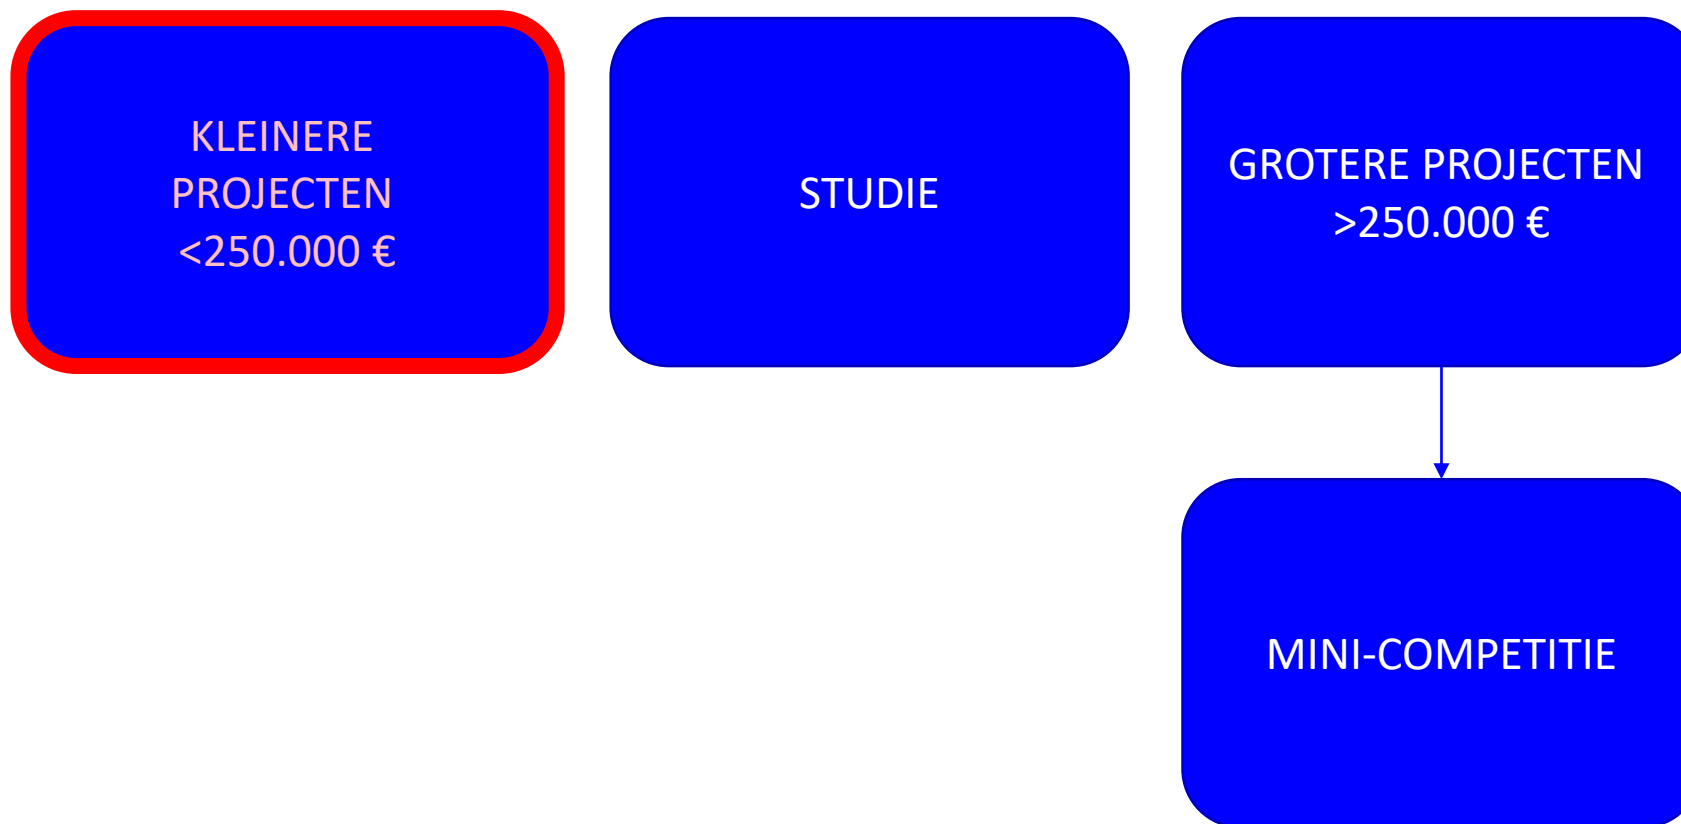 KLEINERE
PROJECTEN
<250.000 €
STUDIE
GROTERE PROJECTEN
>250.000 €
MINI-COMPETITIE